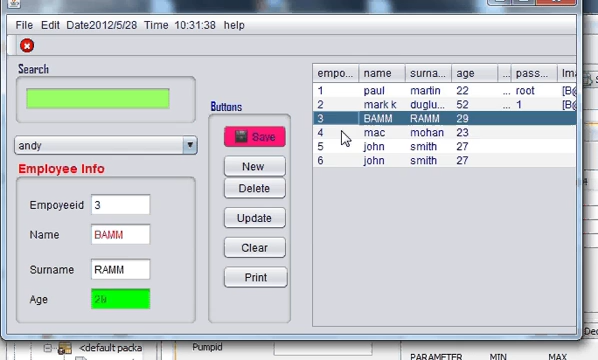 File Edit Date2012/5/28 Time 10:31:38 help
Search
andy
Employee Info
Empoyeeid 3
Name BAMM
Surname RAMM
Age 29
Buttons
Save
New
Delete
Update
Clear
Print
empo... name surna... age ... pass... Ima
1 paul martin 22 ... root [B@
2 mark k duglu... 52 ... 1 [B@
3 BAMM RAMM 29
4 mac mohan 23
5 john smith 27
6 john smith 27
<default packa
Pumpid
PARAMETER MIN MAX